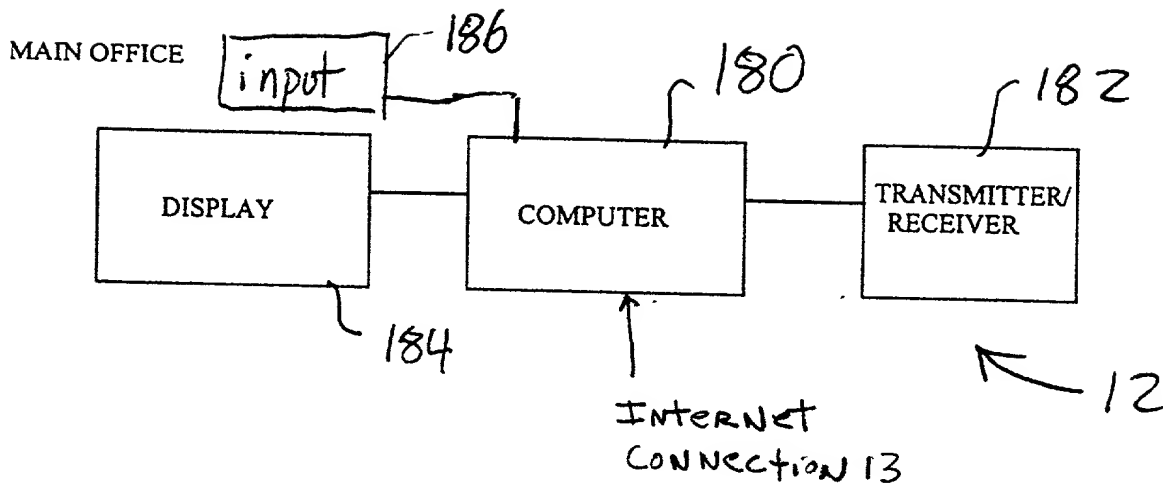 MAIN OFFICE
186
input
180
182
DISPLAY
COMPUTER
TRANSMITTER/
RECEIVER
184
12
InterNet
Connection 13